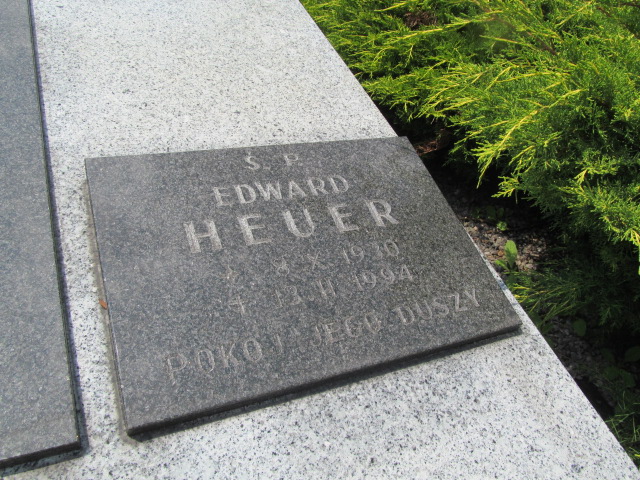 Ś. P.
EDWARD
HEUER
4 X 1930
13 II 1994
POKÓJ JEGO DUSZY